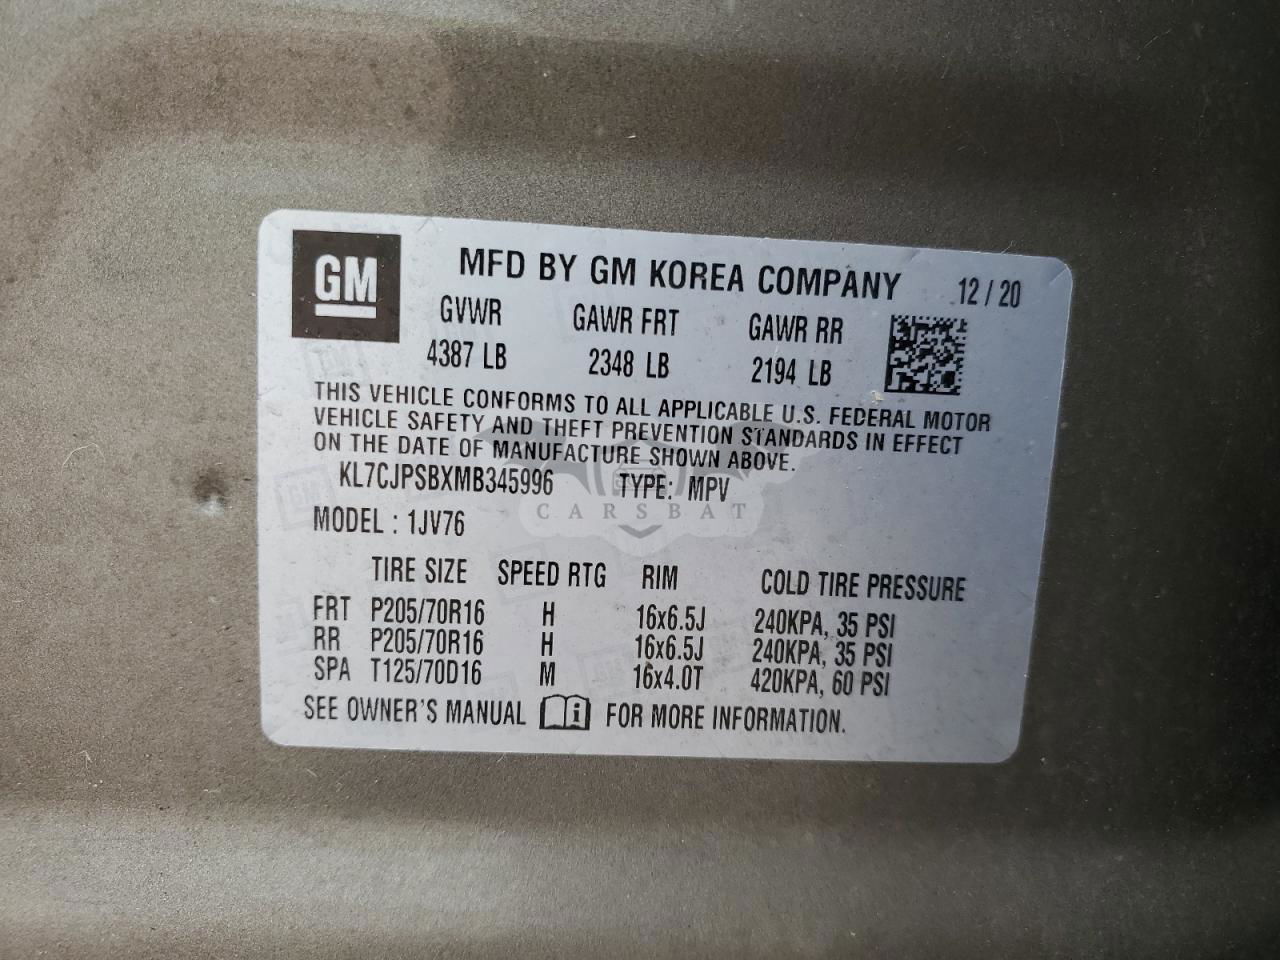 GM
MFD BY GM KOREA COMPANY 12/20
GVWR GAWR FRT GAWR RR
4387 LB 2348 LB 2194 LB
THIS VEHICLE CONFORMS TO ALL APPLICABLE U.S. FEDERAL MOTOR
VEHICLE SAFETY AND THEFT PREVENTION STANDARDS IN EFFECT
ON THE DATE OF MANUFACTURE SHOWN ABOVE.
KL7CJPSBXMB345996 TYPE: MPV
CARSBAT
MODEL : 1JV76
TIRE SIZE SPEED RTG RIM COLD TIRE PRESSURE
FRT P205/70R16 H 16x6.5J 240KPA, 35 PSI
RR P205/70R16 H 16x6.5J 240KPA, 35 PSI
SPA T125/70D16 M 16x4.0T 420KPA, 60 PSI
SEE OWNER'S MANUAL i FOR MORE INFORMATION.